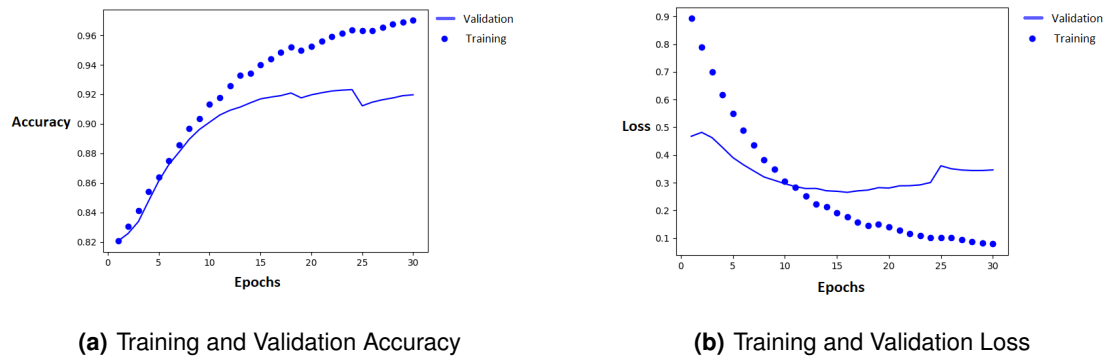 Validation
Training
0.96
0.94
0.92
0.90
0.88
0.86
0.84
0.82
Accuracy
0 5 10 15 20 25 30
Epochs
(a) Training and Validation Accuracy
Validation
Training
0.9
0.8
0.7
0.6
0.5
0.4
0.3
0.2
0.1
Loss
0 5 10 15 20 25 30
Epochs
(b) Training and Validation Loss